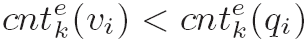 $cnt_k^e(v_i) < cnt_k^e(q_i)$